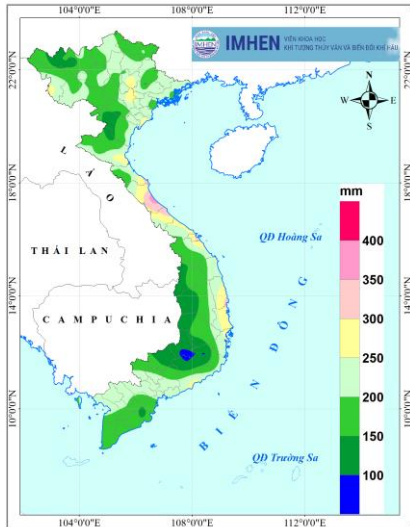 104°0'0"E 108°0'0"E 112°0'0"E
IMHEN
VIỆN KHOA HỌC
KHÍ TƯỢNG THỦY VĂN VÀ BIẾN ĐỔI KHÍ HẬU
N
W E
S
22°0'0"N
LÀO
18°0'0"N
mm
QĐ Hoàng Sa
THÁI LAN
400
350
14°0'0"N
CAMPUCHIA
300
250
BIỂN ĐÔNG
200
10°0'0"N
150
QĐ Trường Sa
100
104°0'0"E 108°0'0"E 112°0'0"E